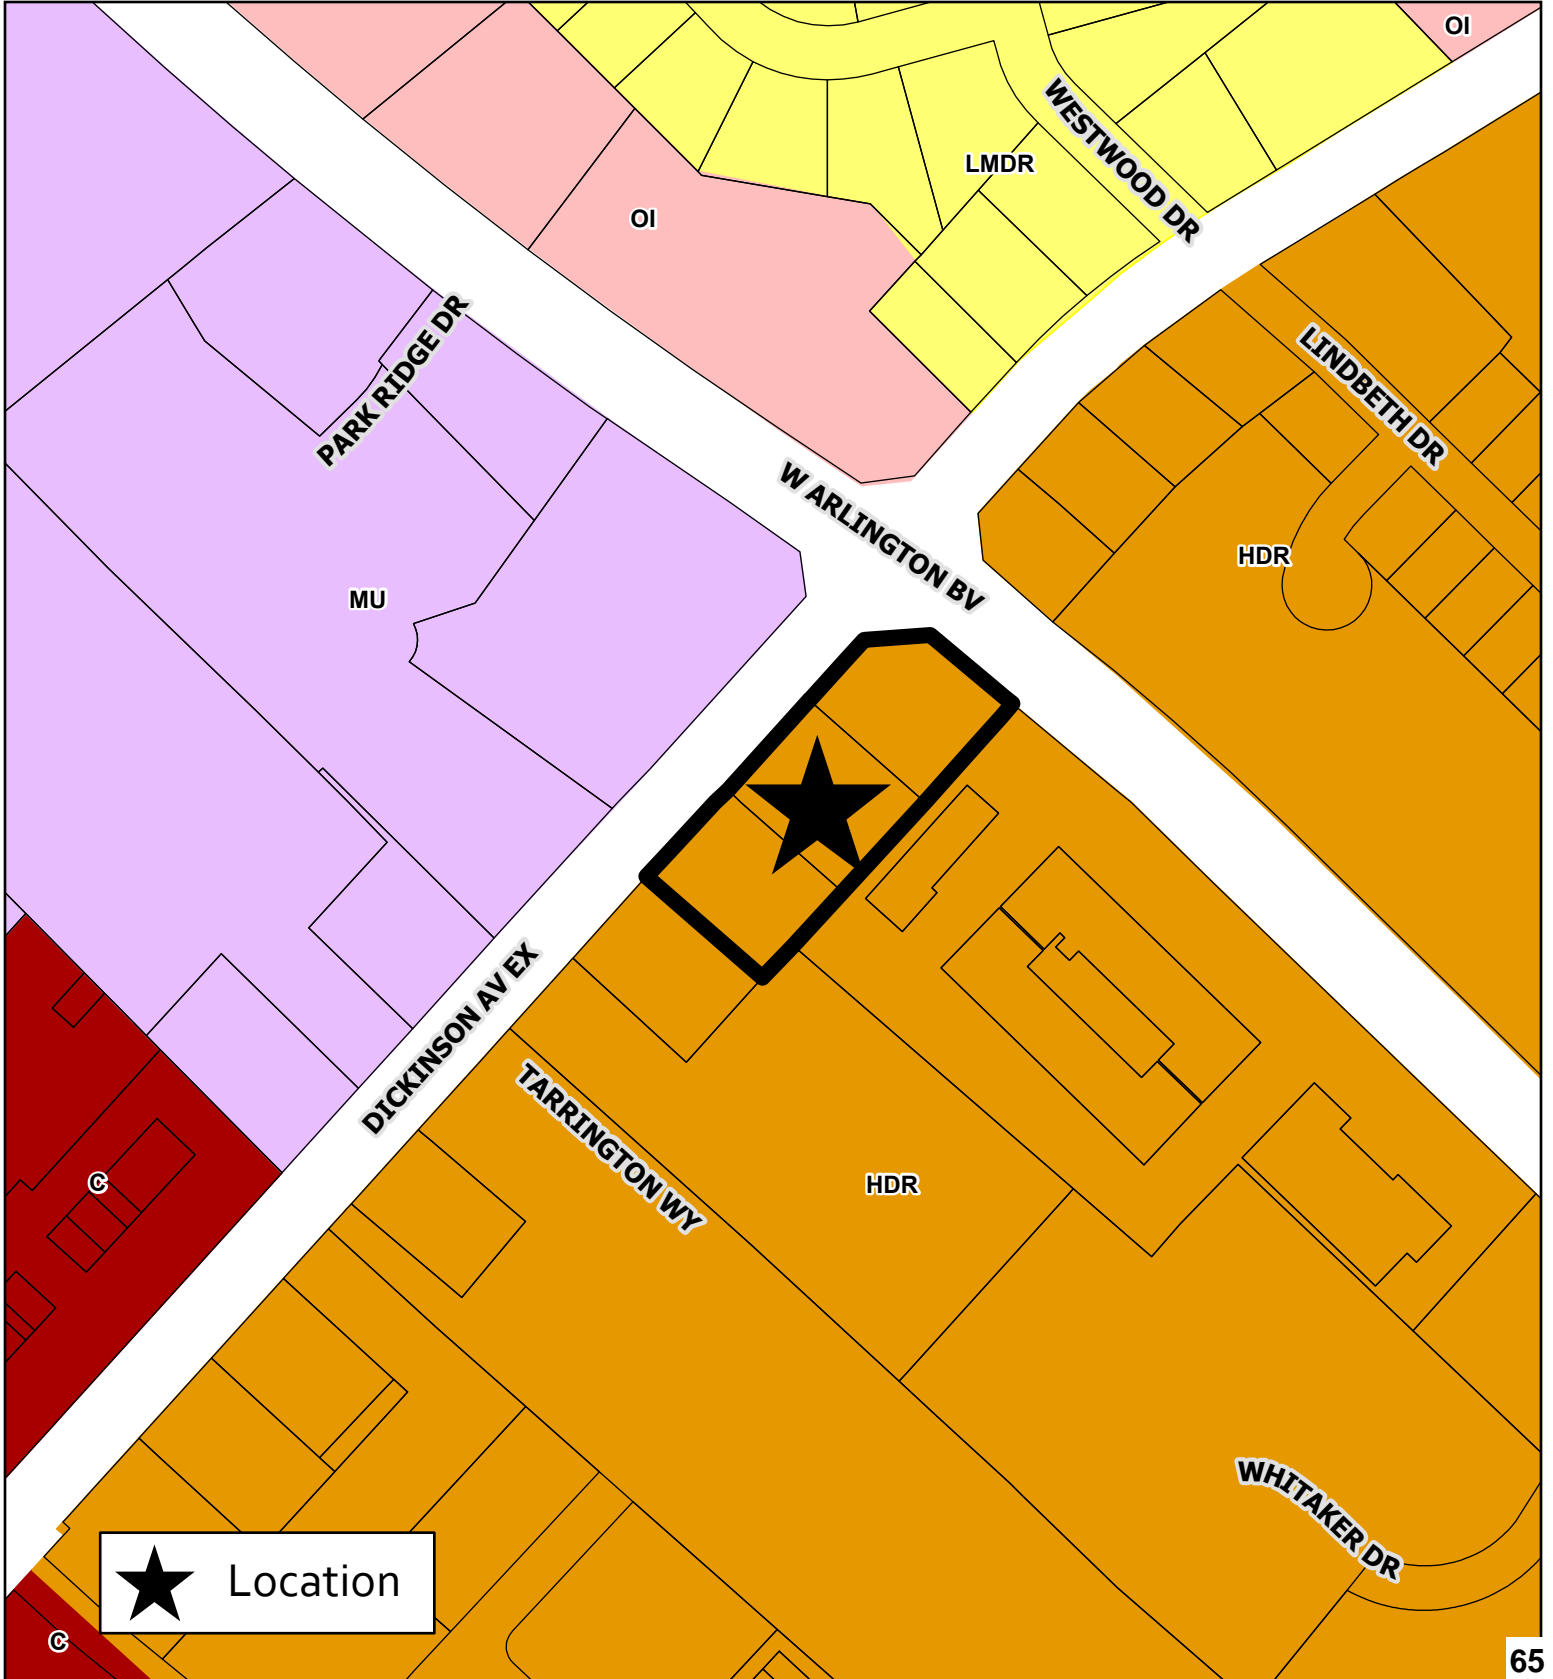 OI
WESTWOOD DR
LMDR
OI
PARK RIDGE DR
LINDBETH DR
W ARLINGTON BV
HDR
MU
DICKINSON AV EX
TARRINGTON WY
C
HDR
WHITAKER DR
Location
C
65